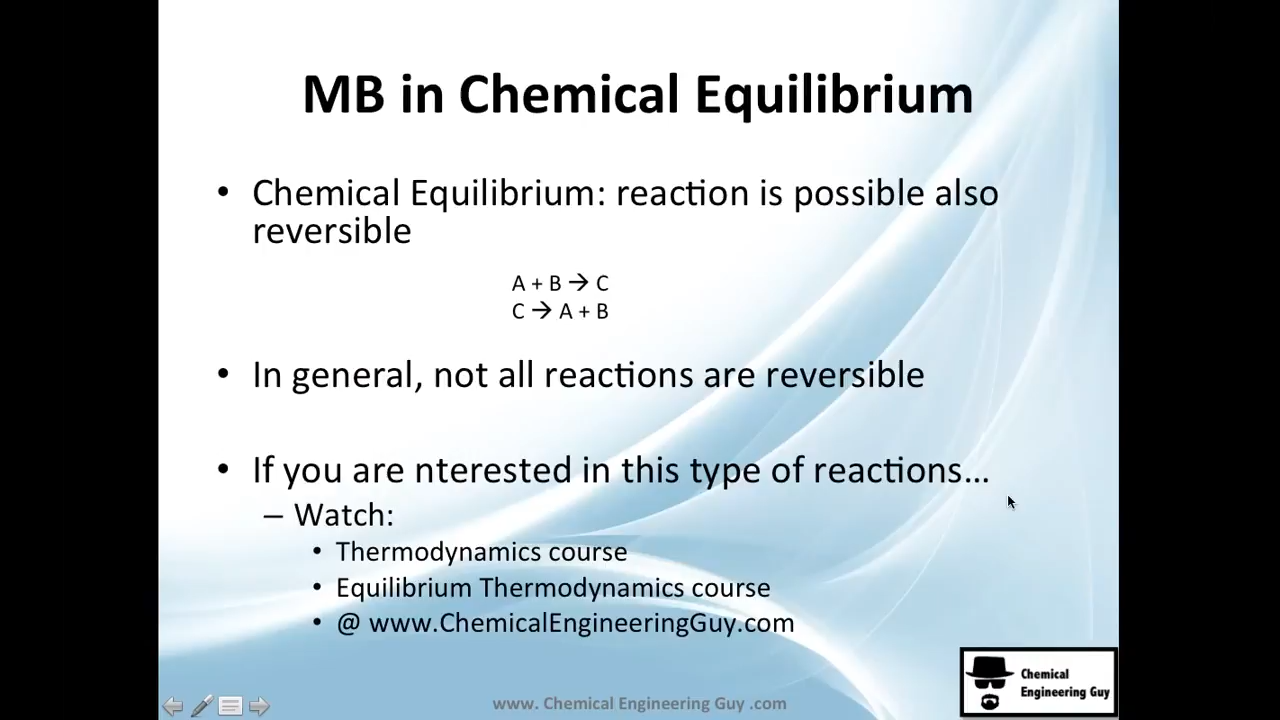 MB in Chemical Equilibrium
• Chemical Equilibrium: reaction is possible also
reversible
A + B → C
C → A + B
• In general, not all reactions are reversible
• If you are nterested in this type of reactions…
– Watch:
• Thermodynamics course
• Equilibrium Thermodynamics course
• @ www.ChemicalEngineeringGuy.com
Chemical
Engineering Guy
www. Chemical Engineering Guy .com